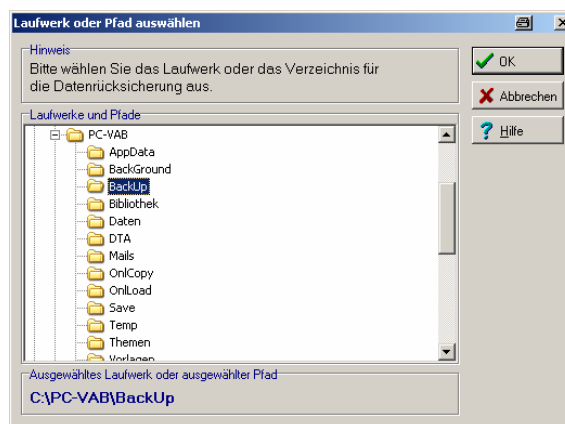 Laufwerk oder Pfad auswählen
Hinweis
Bitte wählen Sie das Laufwerk oder das Verzeichnis für
die Datenrücksicherung aus.
OK
Abbrechen
Hilfe
Laufwerke und Pfade
PC-VAB
AppData
BackGround
BackUp
Bibliothek
Daten
DTA
Mails
OnlCopy
OnlLoad
Save
Temp
Themen
Vorlagen
Ausgewähltes Laufwerk oder ausgewählter Pfad
C:\PC-VAB\BackUp